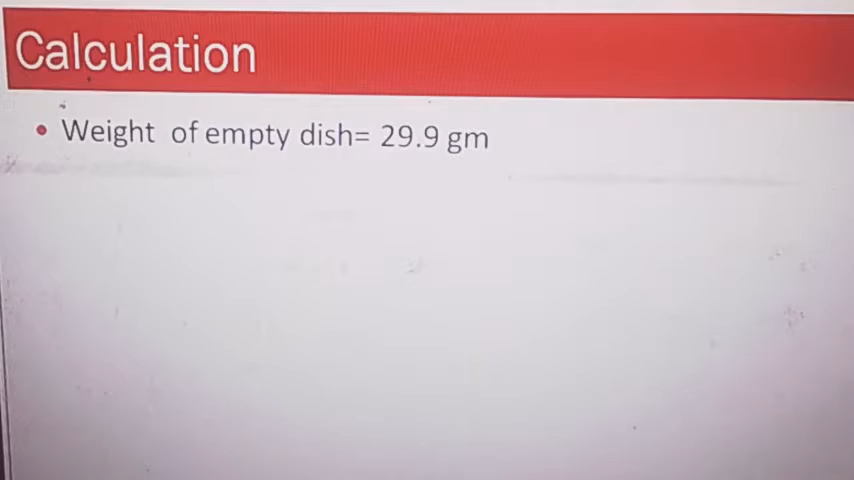 Calculation
• Weight of empty dish= 29.9 gm